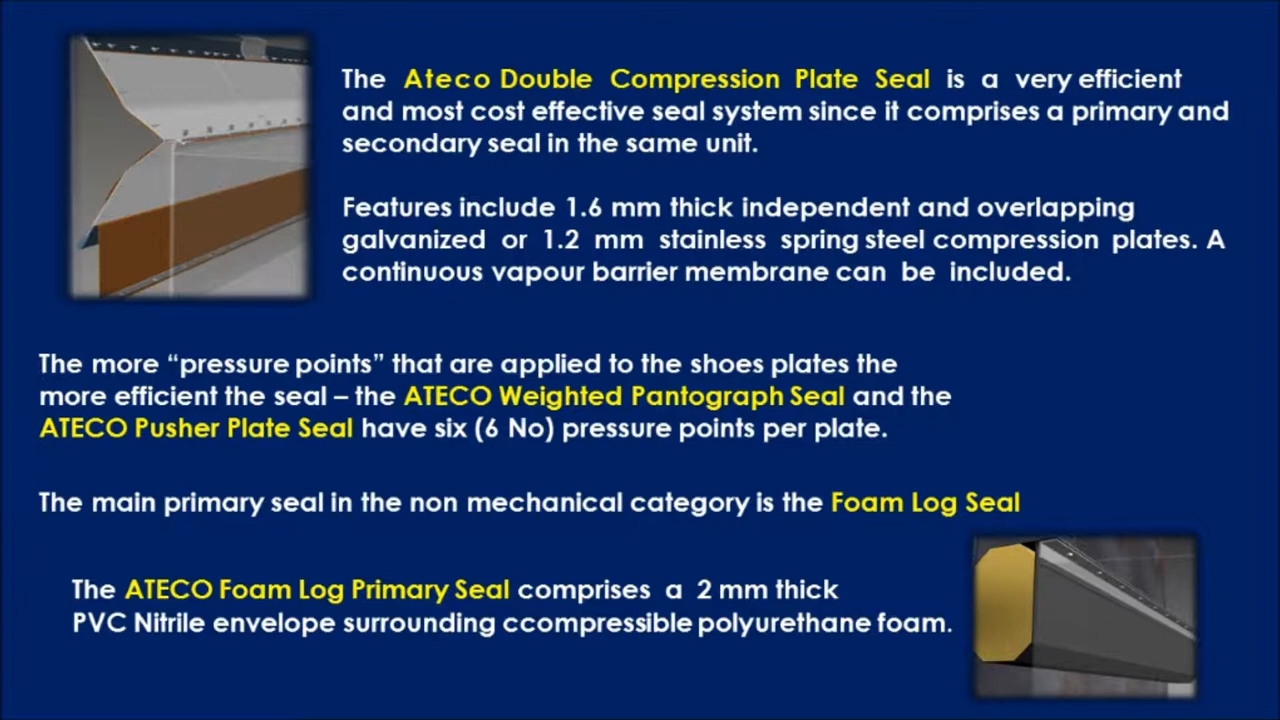 The Ateco Double Compression Plate Seal is a very efficient
and most cost effective seal system since it comprises a primary and
secondary seal in the same unit.
Features include 1.6 mm thick independent and overlapping
galvanized or 1.2 mm stainless spring steel compression plates. A
continuous vapour barrier membrane can be included.
The more “pressure points” that are applied to the shoes plates the
more efficient the seal – the ATECO Weighted Pantograph Seal and the
ATECO Pusher Plate Seal have six (6 No) pressure points per plate.
The main primary seal in the non mechanical category is the Foam Log Seal
The ATECO Foam Log Primary Seal comprises a 2 mm thick
PVC Nitrile envelope surrounding ccompressible polyurethane foam.